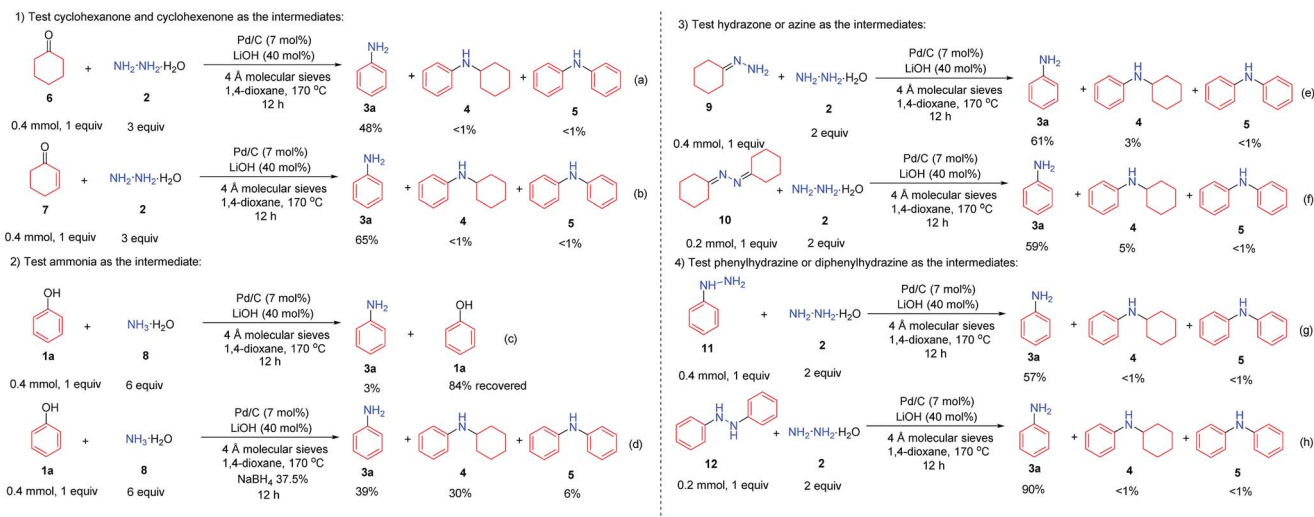 1) Test cyclohexanone and cyclohexenone as the intermediates:
O
6
+
NH2-NH2·H2O
2
Pd/C (7 mol%)
LiOH (40 mol%)
4 Å molecular sieves
1,4-dioxane, 170 °C
12 h
NH2
3a
+
H
N
4
+
H
N
5
(a)
0.4 mmol, 1 equiv
3 equiv
48%
<1%
<1%
O
7
+
NH2-NH2·H2O
2
Pd/C (7 mol%)
LiOH (40 mol%)
4 Å molecular sieves
1,4-dioxane, 170 °C
12 h
NH2
3a
+
H
N
4
+
H
N
5
(b)
0.4 mmol, 1 equiv
3 equiv
65%
<1%
<1%
2) Test ammonia as the intermediate:
OH
1a
+
NH3·H2O
8
Pd/C (7 mol%)
LiOH (40 mol%)
4 Å molecular sieves
1,4-dioxane, 170 °C
12 h
NH2
3a
+
OH
1a
(c)
0.4 mmol, 1 equiv
6 equiv
3%
84% recovered
OH
1a
+
NH3·H2O
8
Pd/C (7 mol%)
LiOH (40 mol%)
4 Å molecular sieves
1,4-dioxane, 170 °C
NaBH4 37.5%
12 h
NH2
3a
+
H
N
4
+
H
N
5
(d)
0.4 mmol, 1 equiv
6 equiv
39%
30%
6%
3) Test hydrazone or azine as the intermediates:
N
NH2
9
+
NH2-NH2·H2O
2
Pd/C (7 mol%)
LiOH (40 mol%)
4 Å molecular sieves
1,4-dioxane, 170 °C
12 h
NH2
3a
+
H
N
4
+
H
N
5
(e)
0.4 mmol, 1 equiv
2 equiv
61%
3%
<1%
N
N
10
+
NH2-NH2·H2O
2
Pd/C (7 mol%)
LiOH (40 mol%)
4 Å molecular sieves
1,4-dioxane, 170 °C
12 h
NH2
3a
+
H
N
4
+
H
N
5
(f)
0.2 mmol, 1 equiv
2 equiv
59%
5%
<1%
4) Test phenylhydrazine or diphenylhydrazine as the intermediates:
NH-NH2
11
+
NH2-NH2·H2O
2
Pd/C (7 mol%)
LiOH (40 mol%)
4 Å molecular sieves
1,4-dioxane, 170 °C
12 h
NH2
3a
+
H
N
4
+
H
N
5
(g)
0.4 mmol, 1 equiv
2 equiv
57%
<1%
<1%
H
N
N
H
12
+
NH2-NH2·H2O
2
Pd/C (7 mol%)
LiOH (40 mol%)
4 Å molecular sieves
1,4-dioxane, 170 °C
12 h
NH2
3a
+
H
N
4
+
H
N
5
(h)
0.2 mmol, 1 equiv
2 equiv
90%
<1%
<1%